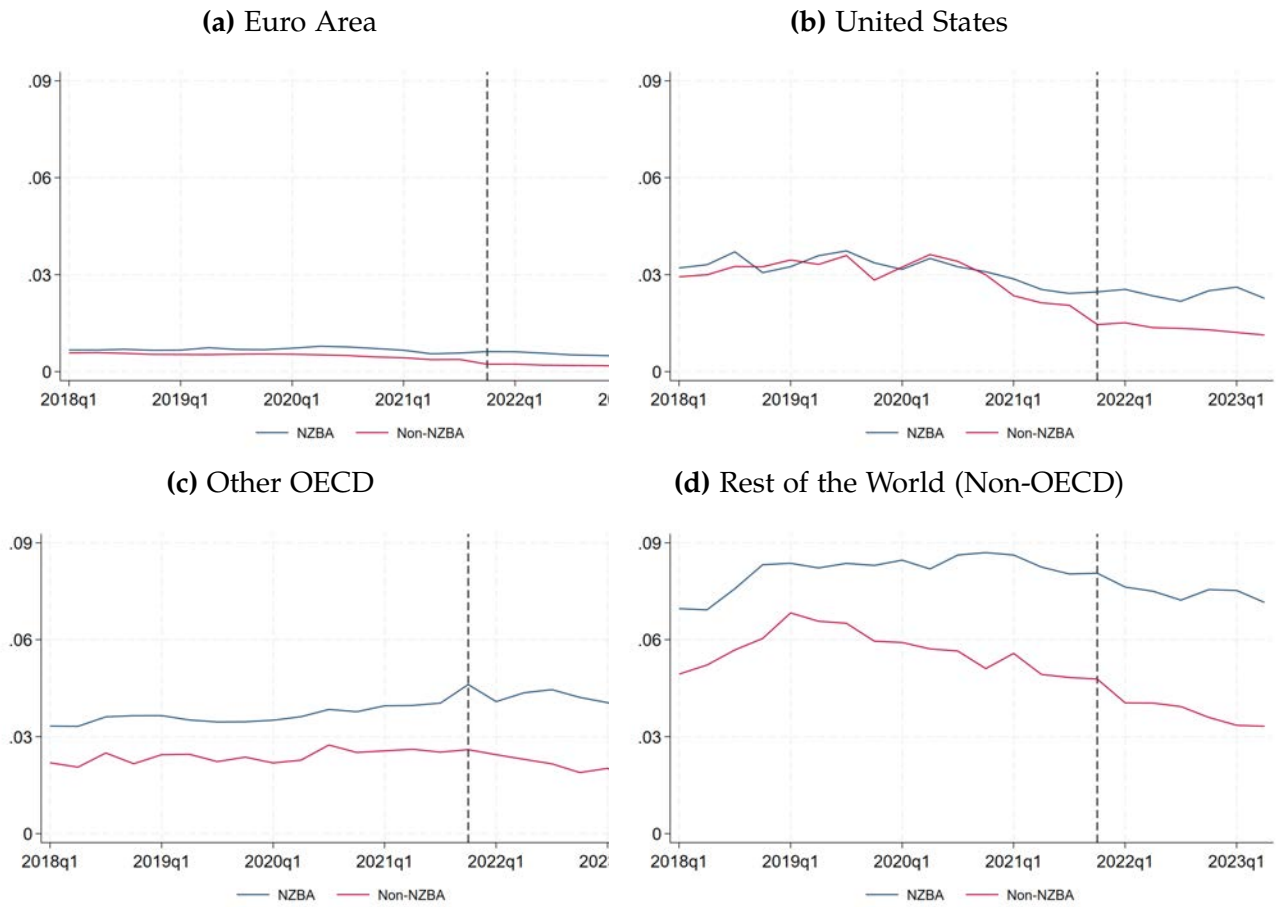 (a) Euro Area
.09
.06
.03
0
2018q1 2019q1 2020q1 2021q1 2022q1 2
NZBA Non-NZBA
(b) United States
.09
.06
.03
0
2018q1 2019q1 2020q1 2021q1 2022q1 2023q1
NZBA Non-NZBA
(c) Other OECD
.09
.06
.03
0
2018q1 2019q1 2020q1 2021q1 2022q1 2023
NZBA Non-NZBA
(d) Rest of the World (Non-OECD)
.09
.06
.03
0
2018q1 2019q1 2020q1 2021q1 2022q1 2023q1
NZBA Non-NZBA